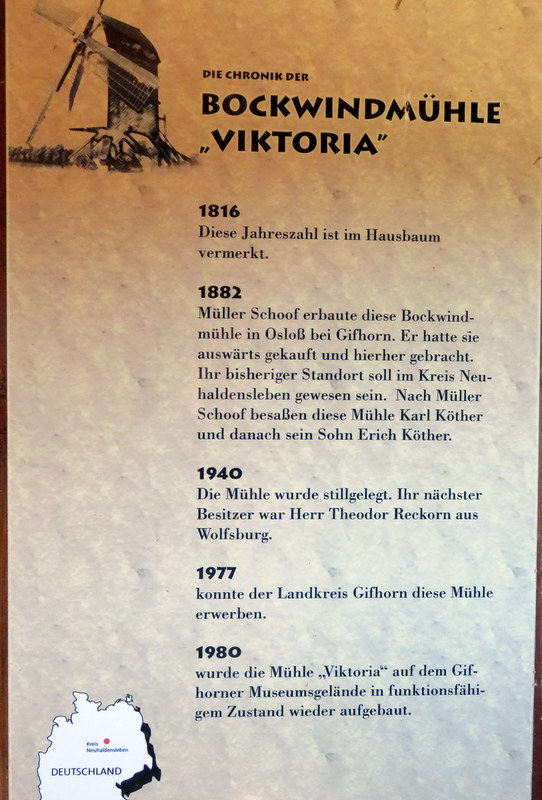 DIE CHRONIK DER
BOCKWINDMÜHLE
„VIKTORIA”
1816
Diese Jahreszahl ist im Hausbaum
vermerkt.
1882
Müller Schoof erbaute diese Bockwind-
mühle in Osloß bei Gifhorn. Er hatte sie
auswärts gekauft und hierher gebracht.
Ihr bisheriger Standort soll im Kreis Neu-
haldensleben gewesen sein. Nach Müller
Schoof besaßen diese Mühle Karl Köther
und danach sein Sohn Erich Köther.
1940
Die Mühle wurde stillgelegt. Ihr nächster
Besitzer war Herr Theodor Reckorn aus
Wolfsburg.
1977
konnte der Landkreis Gifhorn diese Mühle
erwerben.
1980
wurde die Mühle „Viktoria“ auf dem Gif-
horner Museumsgelände in funktionsfähi-
gem Zustand wieder aufgebaut.
Kreis
Neuhaldensleben
DEUTSCHLAND